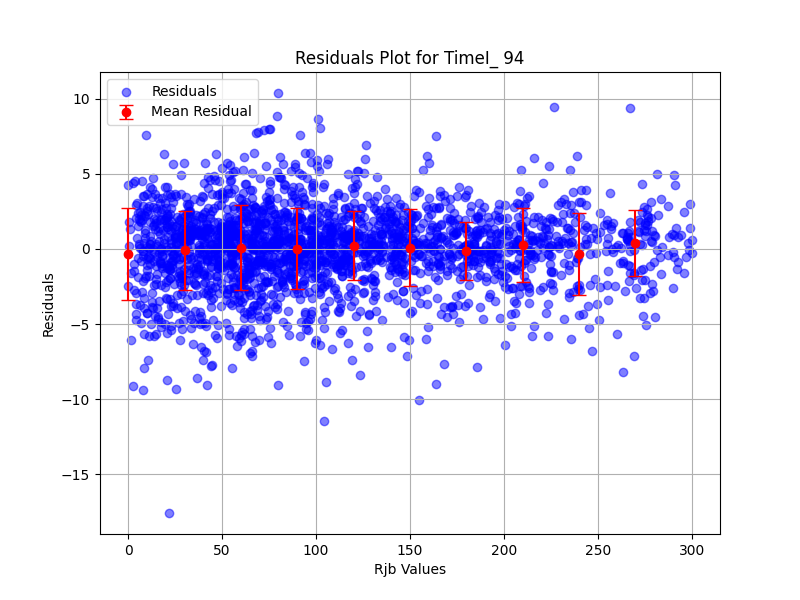 Residuals Plot for TimeI_ 94
Residuals
Mean Residual
10
5
0
−5
−10
−15
Residuals
0
50
100
150
200
250
300
Rjb Values